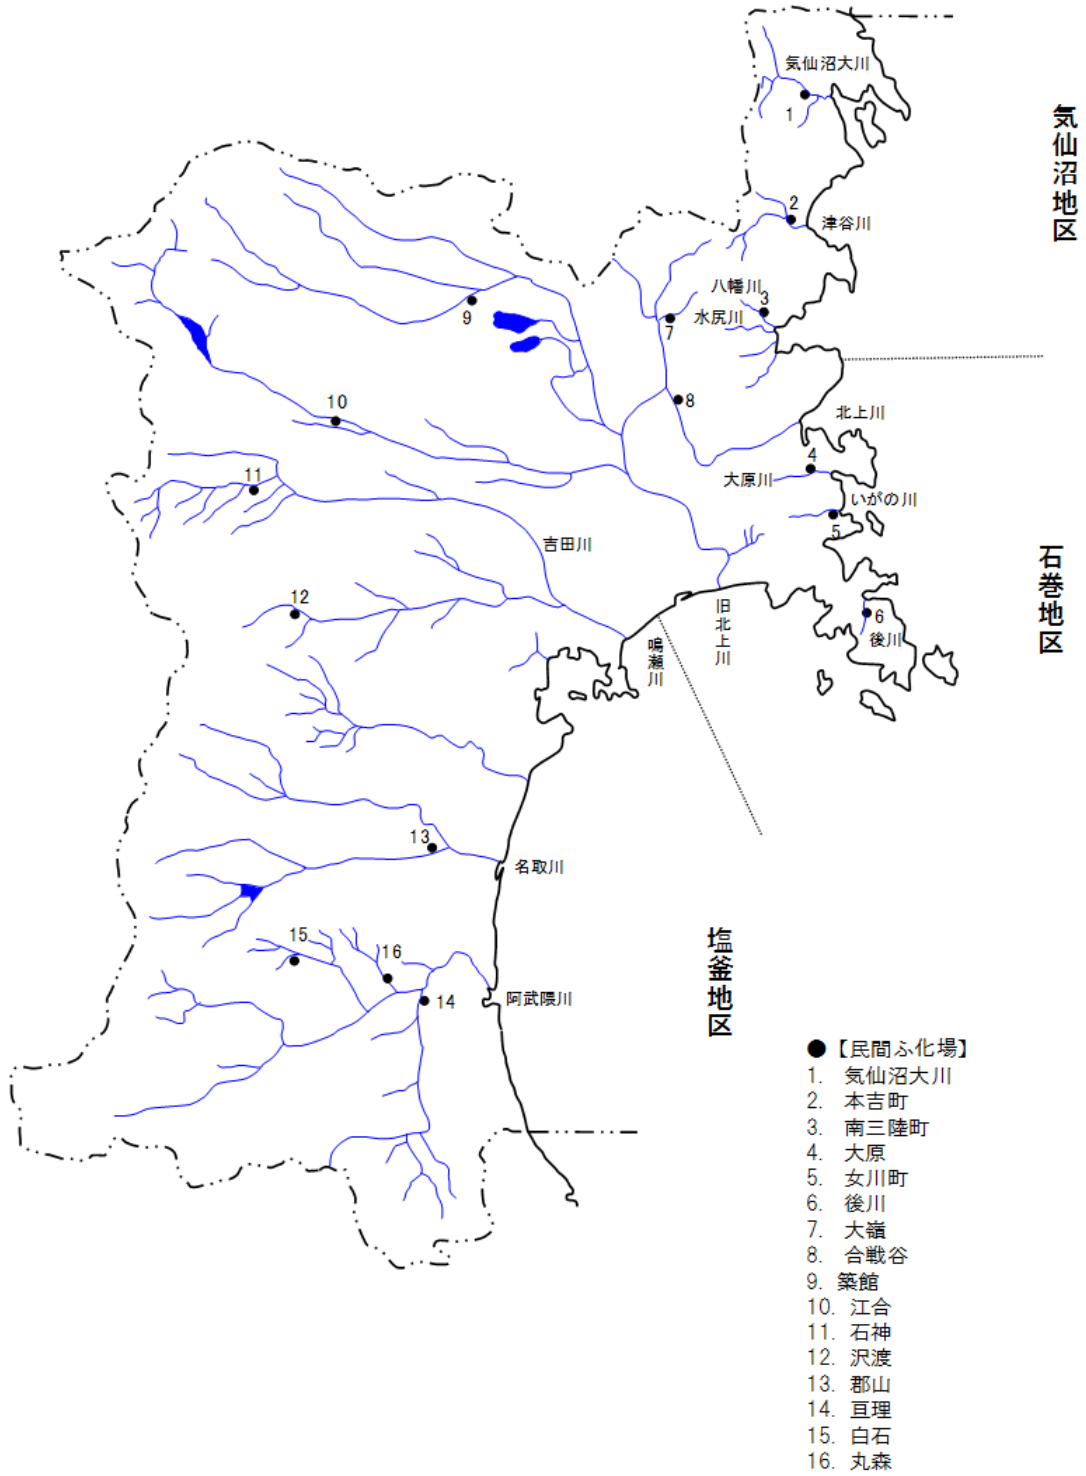 気仙沼大川
1
気仙沼地区
2
津谷川
八幡川
3
水尻川
7
9
8
10
北上川
4
大原川
11
いがの川
5
吉田川
石巻地区
12
旧北上川
6
後川
鳴瀬川
13
名取川
塩釜地区
15
16
14
阿武隈川
●【民間ふ化場】
1. 気仙沼大川
2. 本吉町
3. 南三陸町
4. 大原
5. 女川町
6. 後川
7. 大嶺
8. 合戦谷
9. 築館
10. 江合
11. 石神
12. 沢渡
13. 郡山
14. 亘理
15. 白石
16. 丸森